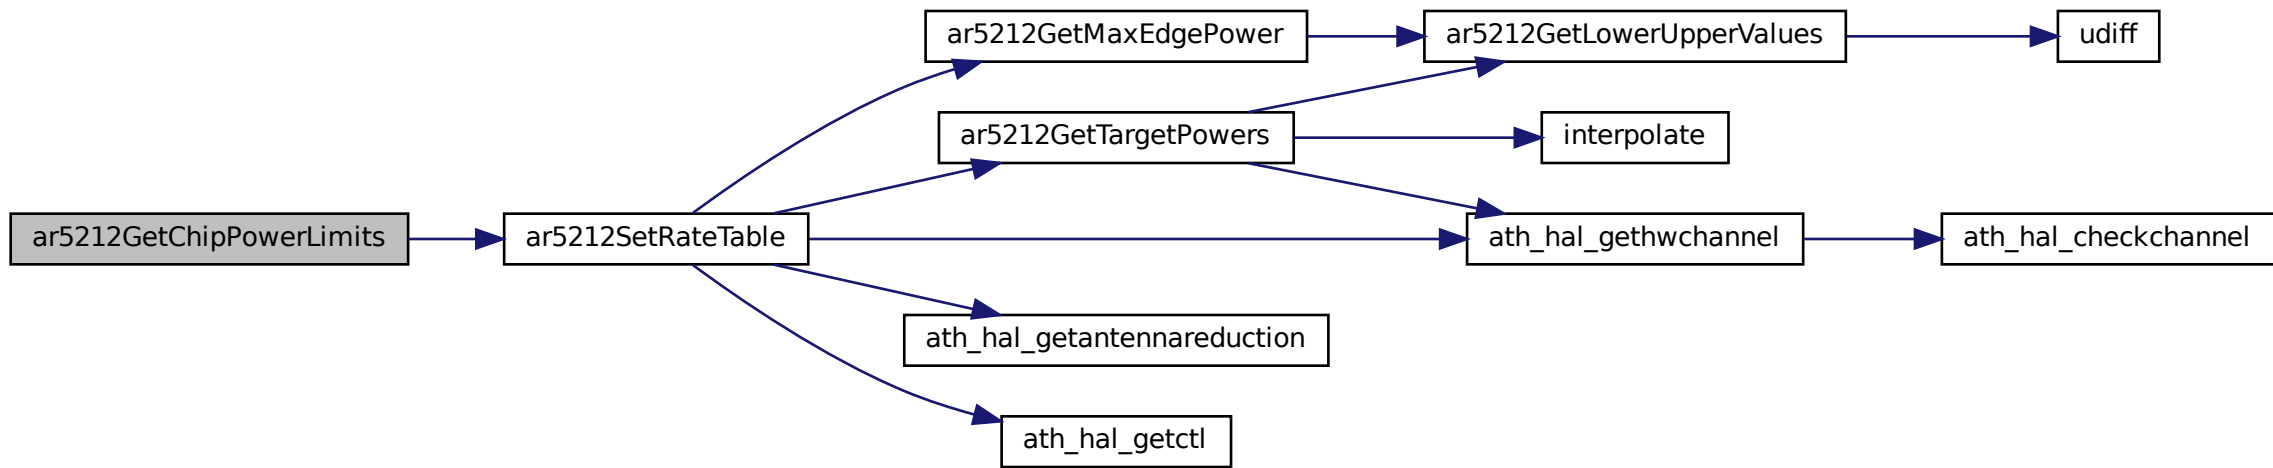 ar5212GetMaxEdgePower
ar5212GetLowerUpperValues
udiff
ar5212GetTargetPowers
interpolate
ar5212GetChipPowerLimits
ar5212SetRateTable
ath_hal_gethwchannel
ath_hal_checkchannel
ath_hal_getantennareduction
ath_hal_getctl